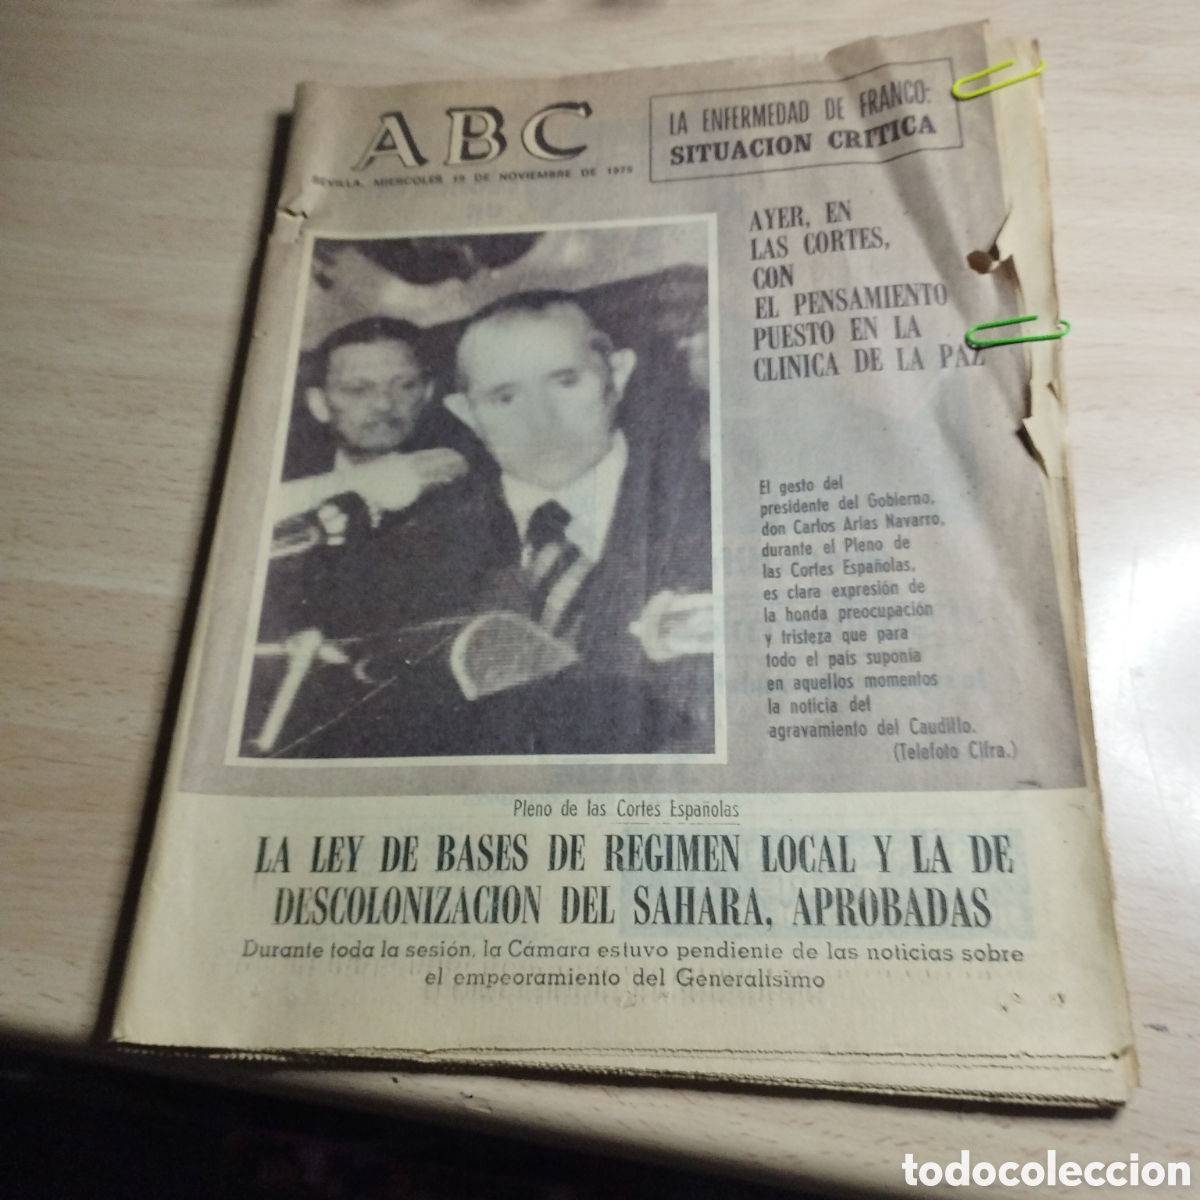 ABC
SEVILLA, MIERCOLES 19 DE NOVIEMBRE DE 1975
LA ENFERMEDAD DE FRANCO:
SITUACION CRITICA
AYER, EN
LAS CORTES,
CON
EL PENSAMIENTO
PUESTO EN LA
CLINICA DE LA PAZ
El gesto del
presidente del Gobierno,
don Carlos Arias Navarro,
durante el Pleno de
las Cortes Españolas,
es clara expresión de
la honda preocupación
y tristeza que para
todo el país suponía
en aquellos momentos
la noticia del
agravamiento del Caudillo.
(Telefoto Cifra.)
Pleno de las Cortes Españolas
LA LEY DE BASES DE REGIMEN LOCAL Y LA DE
DESCOLONIZACION DEL SAHARA, APROBADAS
Durante toda la sesión, la Cámara estuvo pendiente de las noticias sobre
el empeoramiento del Generalísimo
todocoleccion
todocoleccion.net